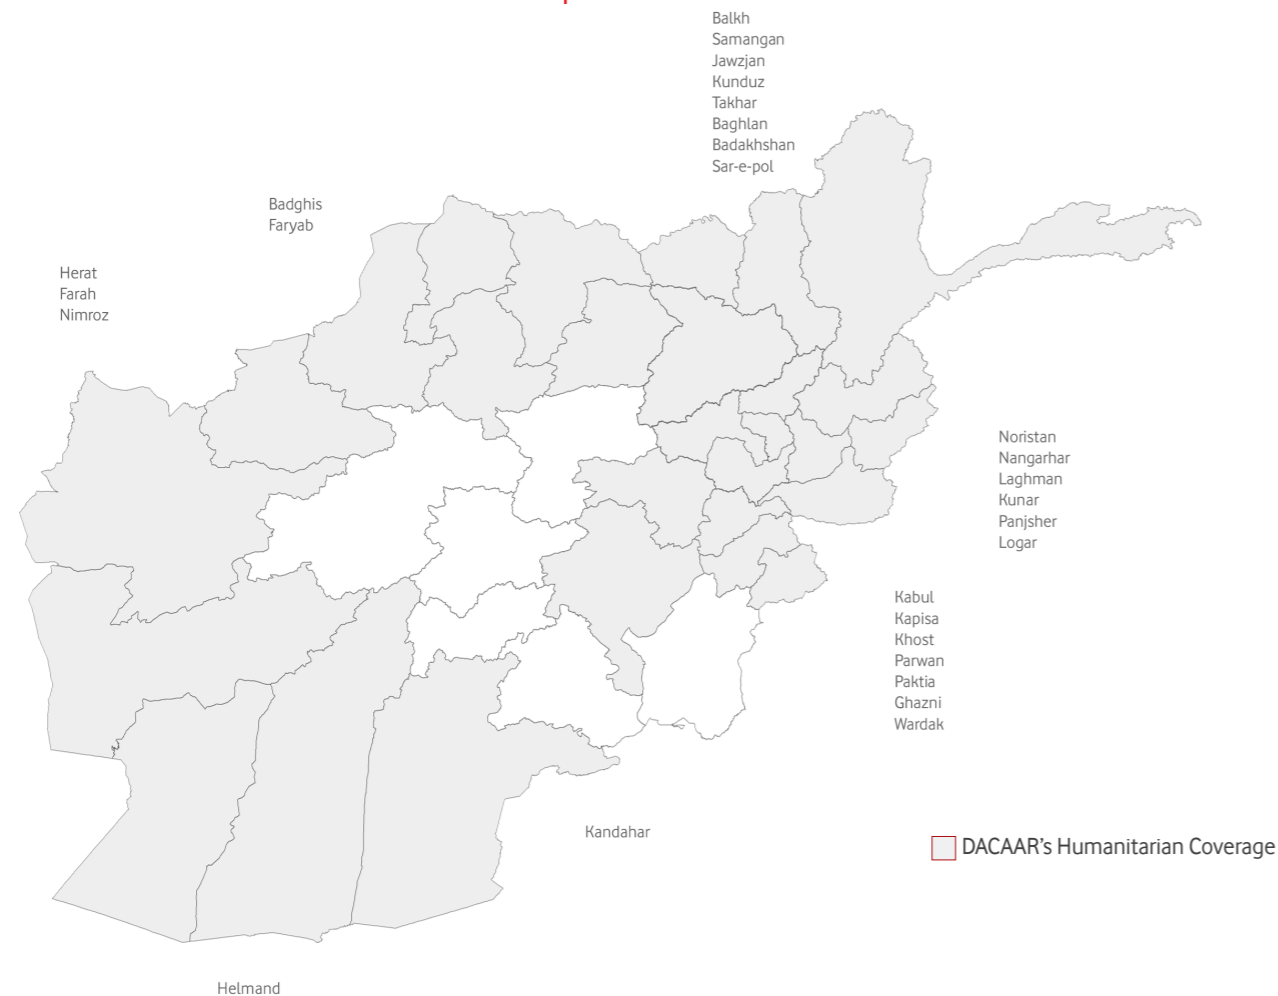 Balkh
Samangan
Jawzjan
Kunduz
Takhar
Baghlan
Badakhshan
Sar-e-pol
Badghis
Faryab
Herat
Farah
Nimroz
Noristan
Nangarhar
Laghman
Kunar
Panjsher
Logar
Kabul
Kapisa
Khost
Parwan
Paktia
Ghazni
Wardak
Kandahar
DACAAR’s Humanitarian Coverage
Helmand